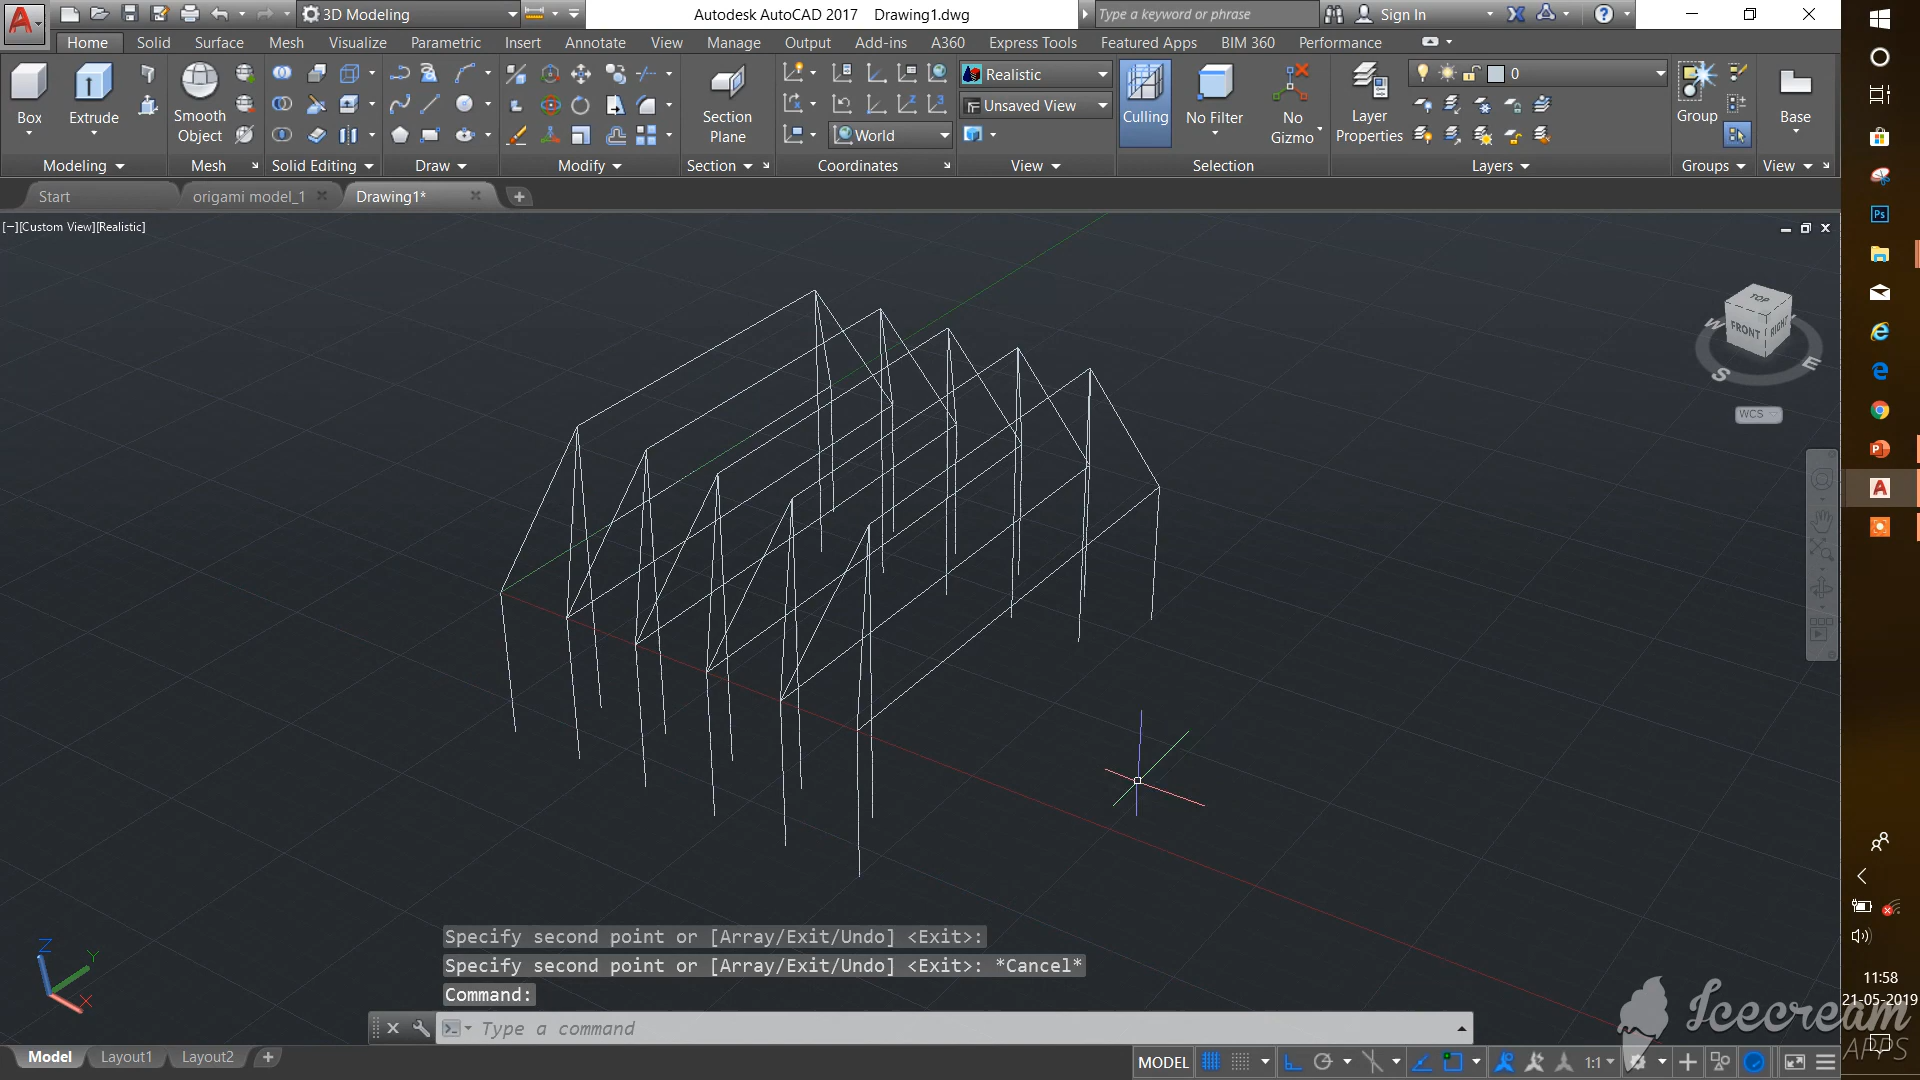 3D Modeling
Autodesk AutoCAD 2017 Drawing1.dwg
Type a keyword or phrase
Sign In
Home Solid Surface Mesh Visualize Parametric Insert Annotate View Manage Output Add-ins A360 Express Tools Featured Apps BIM 360 Performance
Box
Extrude
Smooth Object
Section Plane
World
Realistic
Unsaved View
Culling
No Filter
No Gizmo
Layer Properties
0
Group
Base
Modeling Mesh Solid Editing Draw Modify Section Coordinates View Selection Layers Groups View
Start origami model_1 Drawing1*
[−][Custom View][Realistic]
TOP
FRONT
RIGHT
W
S
E
WCS
Ps
Specify second point or [Array/Exit/Undo] <Exit>:
Specify second point or [Array/Exit/Undo] <Exit>: *Cancel*
Command:
Type a command
Z
Y
X
Model Layout1 Layout2
MODEL
1:1
11:58
21-05-2019
Icecream
APPS